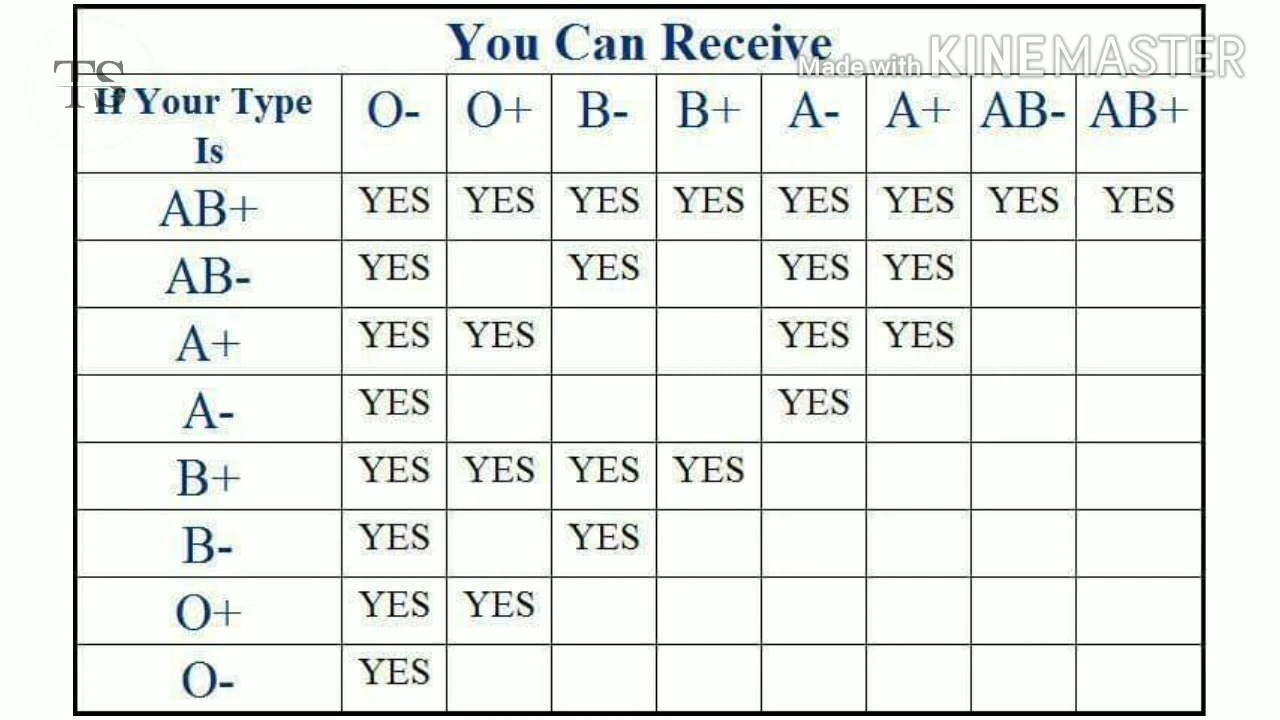 You Can Receive
Made with KINEMASTER
TS
If Your Type Is O- O+ B- B+ A- A+ AB- AB+
AB+ YES YES YES YES YES YES YES YES
AB- YES YES YES YES
A+ YES YES YES YES
A- YES YES
B+ YES YES YES YES
B- YES YES
O+ YES YES
O- YES